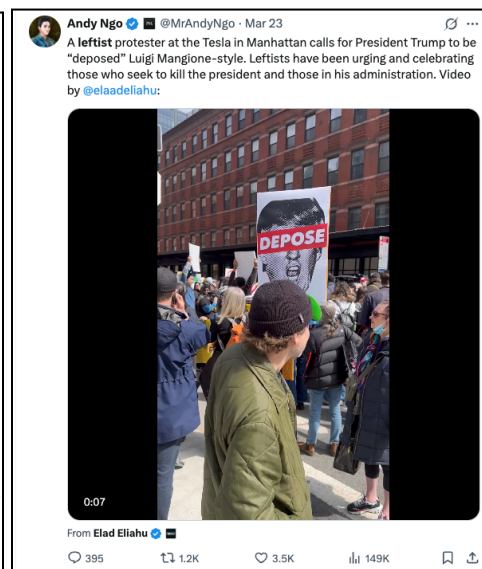 Andy Ngo @MrAndyNgo · Mar 23
A leftist protester at the Tesla in Manhattan calls for President Trump to be
“deposed” Luigi Mangione-style. Leftists have been urging and celebrating
those who seek to kill the president and those in his administration. Video
by @elaadeliahu:
DEPOSE
0:07
From Elad Eliahu
395 1.2K 3.5K 149K